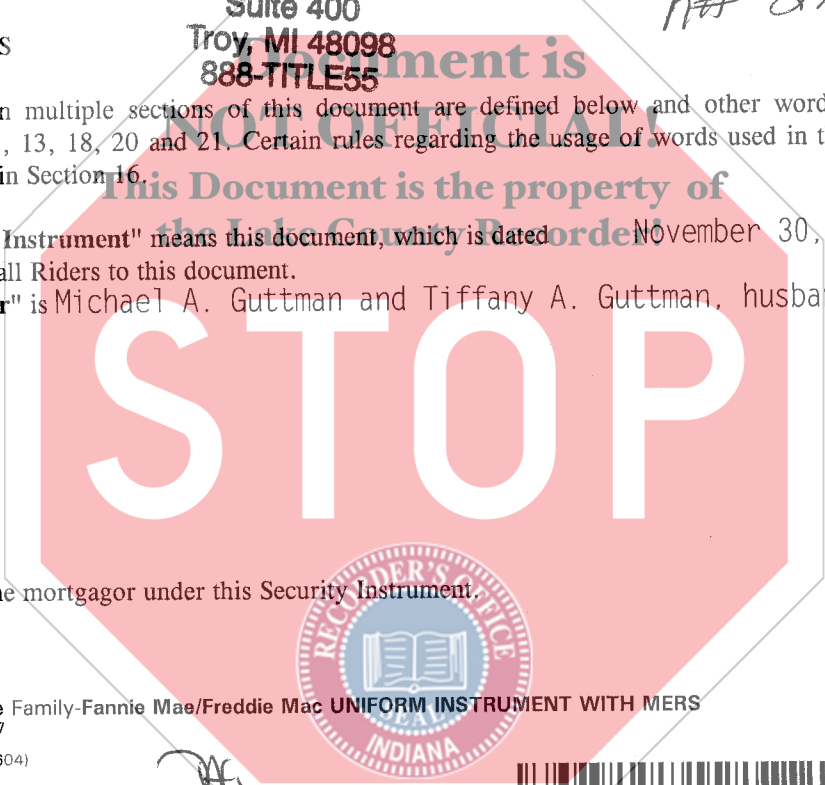 Suite 400
S
Troy, MI 48098
888-TITLE55
Document is
n multiple sections of this document are defined below and other word
NOT OFFICIAL!
, 13, 18, 20 and 21. Certain rules regarding the usage of words used in t
in Section 16.
This Document is the property of
the Lake County Recorder!
Instrument" means this document, which is dated November 30,
all Riders to this document.
r" is Michael A. Guttman and Tiffany A. Guttman, husba
STOP
e mortgagor under this Security Instrument.
RECORDER'S OFFICE
SEAL
INDIANA
e Family-Fannie Mae/Freddie Mac UNIFORM INSTRUMENT WITH MERS
604)